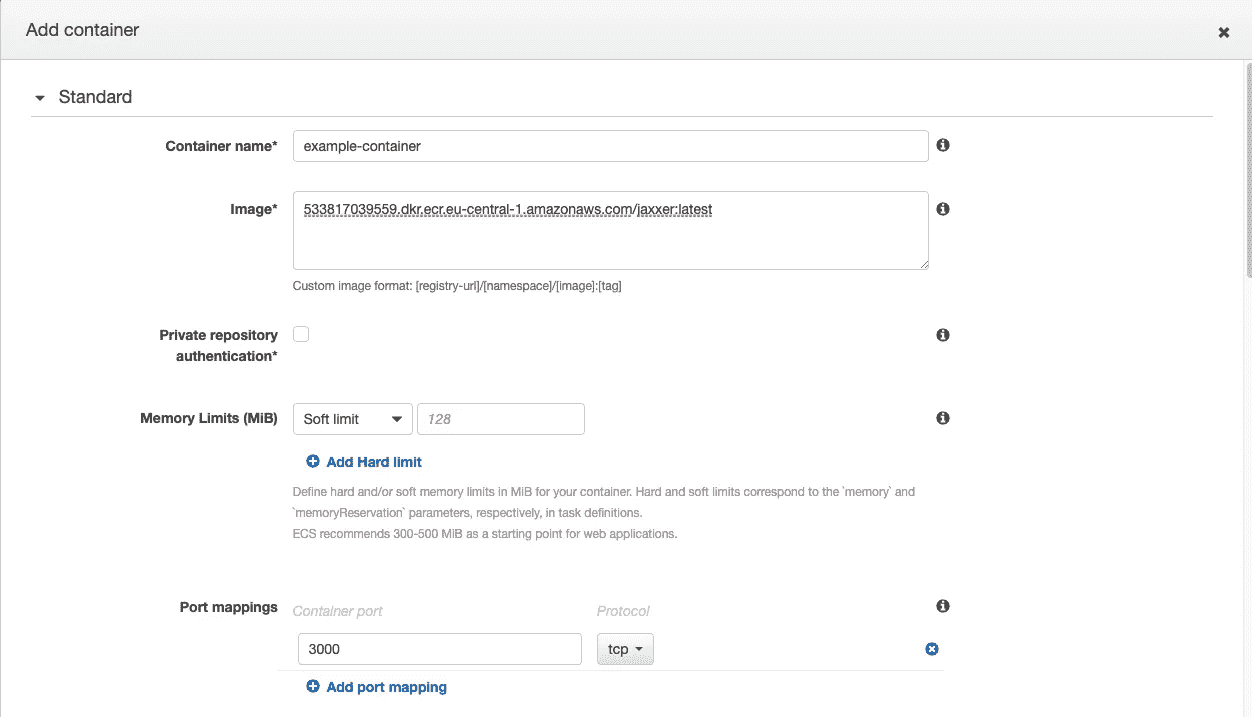 Add container
Standard
Container name*
example-container
Image*
533817039559.dkr.ecr.eu-central-1.amazonaws.com/jaxxer:latest
Custom image format: [registry-url]/[namespace]/[image]:[tag]
Private repository
authentication*
Memory Limits (MiB)
Soft limit
128
Add Hard limit
Define hard and/or soft memory limits in MiB for your container. Hard and soft limits correspond to the `memory` and
`memoryReservation` parameters, respectively, in task definitions.
ECS recommends 300-500 MiB as a starting point for web applications.
Port mappings
Container port
Protocol
3000
tcp
Add port mapping